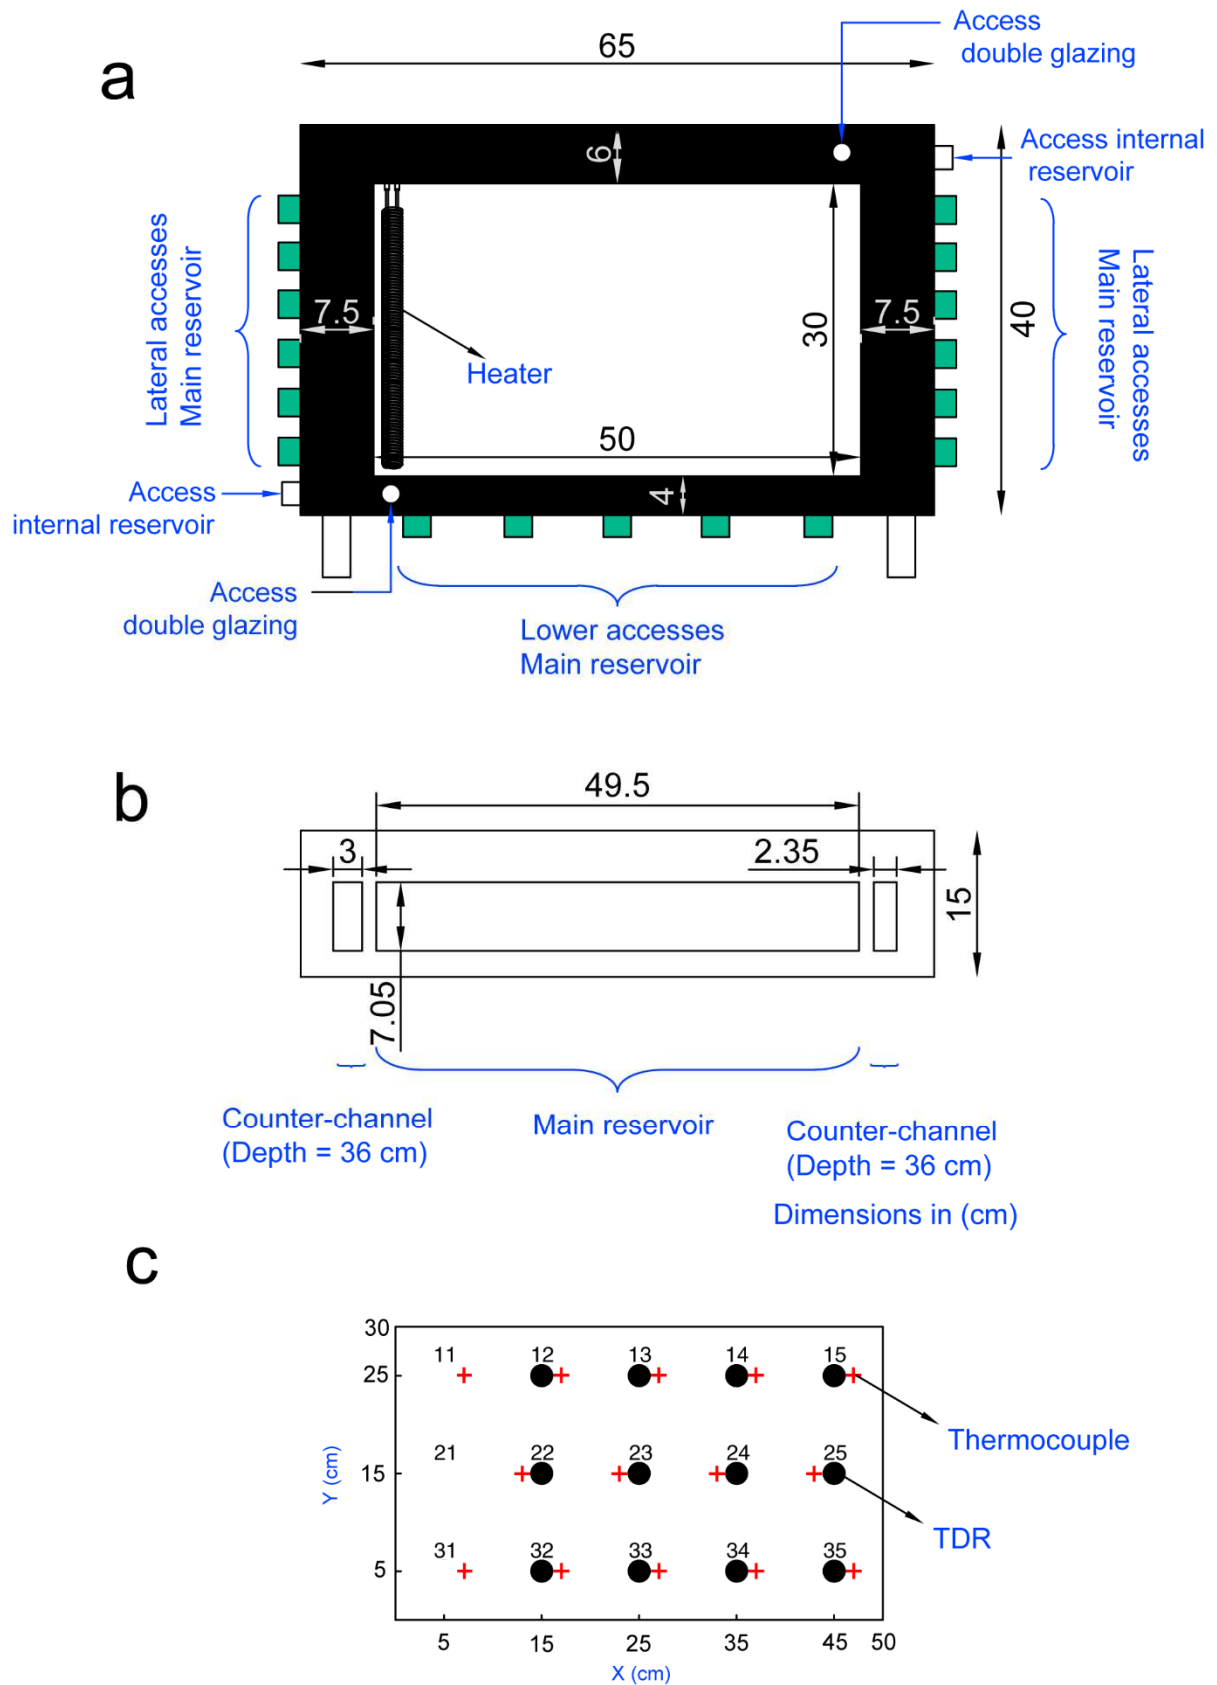 a
65
Access
double glazing
Access internal
reservoir
6
Lateral accesses
Main reservoir
7.5
7.5
30
40
Lateral accesses
Main reservoir
Heater
50
4
Access
internal reservoir
Access
double glazing
Lower accesses
Main reservoir
b
49.5
3
2.35
15
7.05
Counter-channel
(Depth = 36 cm)
Main reservoir
Counter-channel
(Depth = 36 cm)
Dimensions in (cm)
c
30
11 12 13 14 15
25
Thermocouple
21 22 23 24 25
15
Y (cm)
TDR
31 32 33 34 35
5
5 15 25 35 45 50
X (cm)